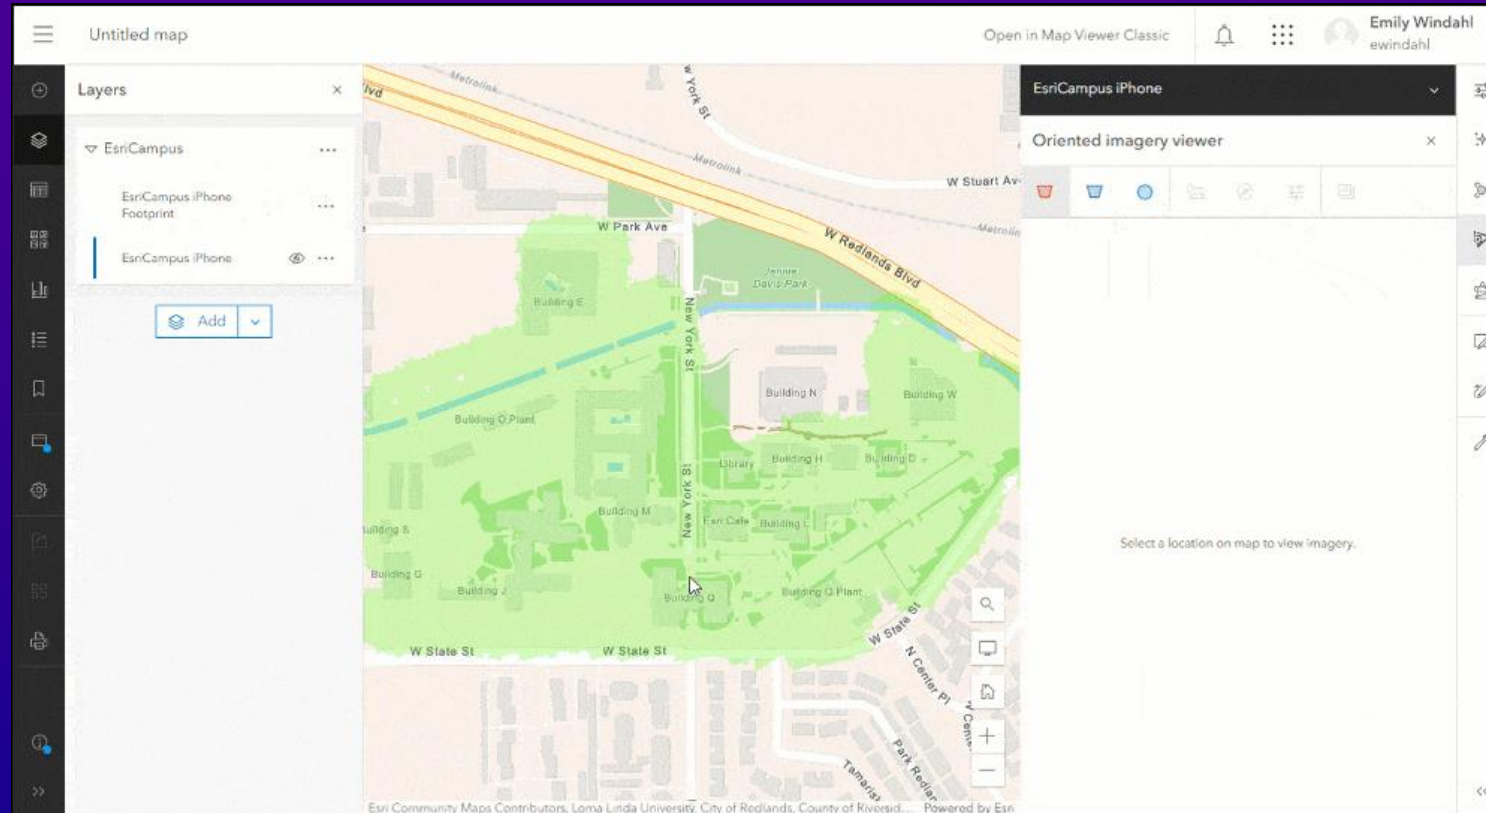 Untitled map
Open in Map Viewer Classic
Emily Windahl
ewindahl
Layers
EsriCampus
EsriCampus iPhone
Footprint
EsriCampus iPhone
Add
Metrolink
lvd
W York St
Metrolink
W Stuart Av
Metrolin
W Park Ave
W Redlands Blvd
Jennie
Davis Park
Building E
New York St
Building N
Building W
Building O Plant
Library
Building H
Building D
New York St
Building M
Esri Cafe
Building L
uilding S
Building G
Building J
Building Q
Building Q Plant
W State St
W State St
W State St
N Center Pl
Park Redlan
Tamarisk
Esri Community Maps Contributors, Loma Linda University, City of Redlands, County of Riversid...
Powered by Esri
EsriCampus iPhone
Oriented imagery viewer
Select a location on map to view imagery.